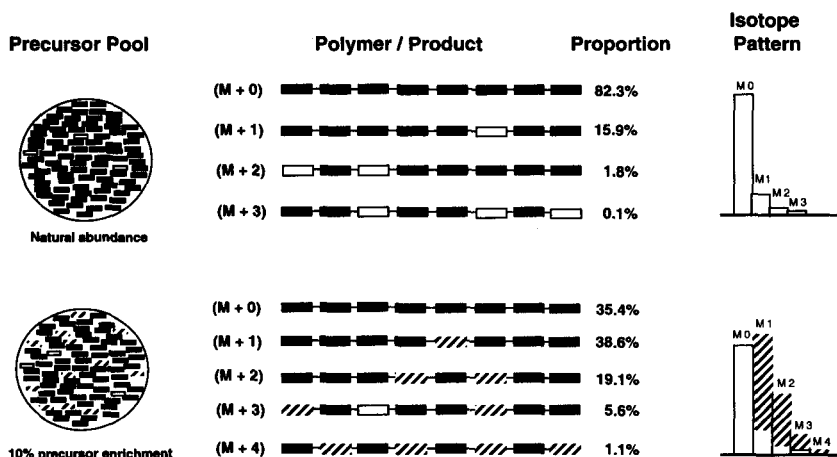 Precursor Pool
Polymer / Product
Proportion
Isotope
Pattern
(M + 0)
82.3%
(M + 1)
15.9%
(M + 2)
1.8%
(M + 3)
0.1%
Natural abundance
M0
M1
M2
M3
(M + 0)
35.4%
(M + 1)
38.6%
(M + 2)
19.1%
(M + 3)
5.6%
(M + 4)
1.1%
10% precursor enrichment
M0
M1
M2
M3
M4